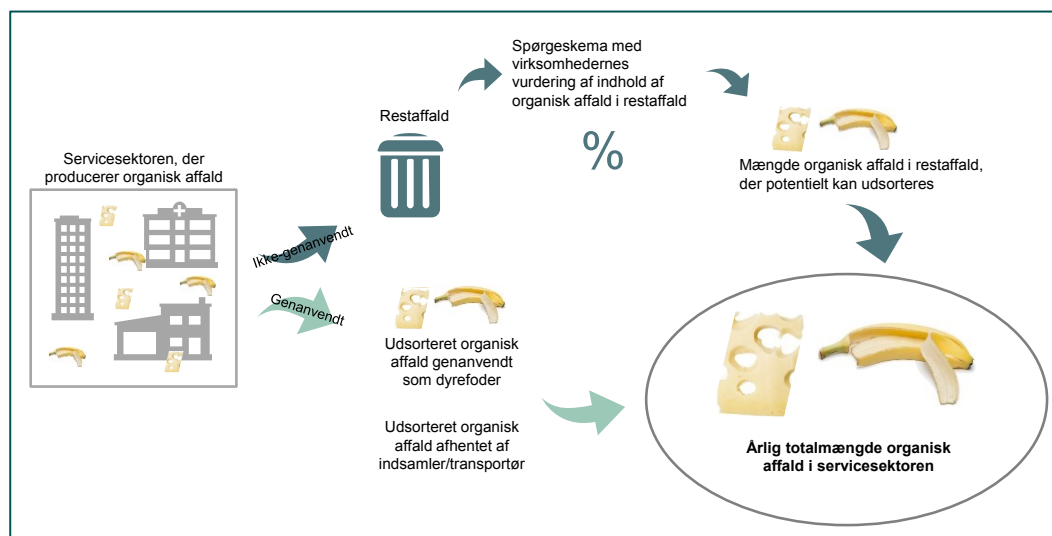 Servicesektoren, der
producerer organisk affald
Ikke-genanvendt
Genanvendt
Restaffald
Spørgeskema med
virksomhedernes
vurdering af indhold af
organisk affald i restaffald
%
Mængde organisk affald i restaffald,
der potentielt kan udsorteres
Udsorteret organisk
affald genanvendt
som dyrefoder
Udsorteret organisk
affald afhentet af
indsamler/transportør
Årlig totalmængde organisk
affald i servicesektoren